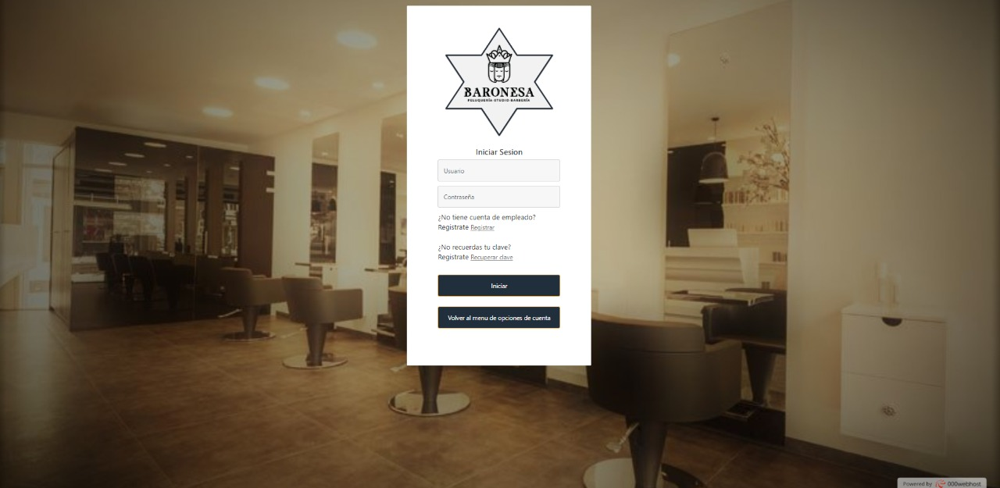 BARONESA
PELUQUERÍA·STUDIO·BARBERÍA
Iniciar Sesion
Usuario
Contraseña
¿No tiene cuenta de empleado?
Registrate Registrar
¿No recuerdas tu clave?
Registrate Recuperar clave
Iniciar
Volver al menu de opciones de cuenta
Powered by 000webhost